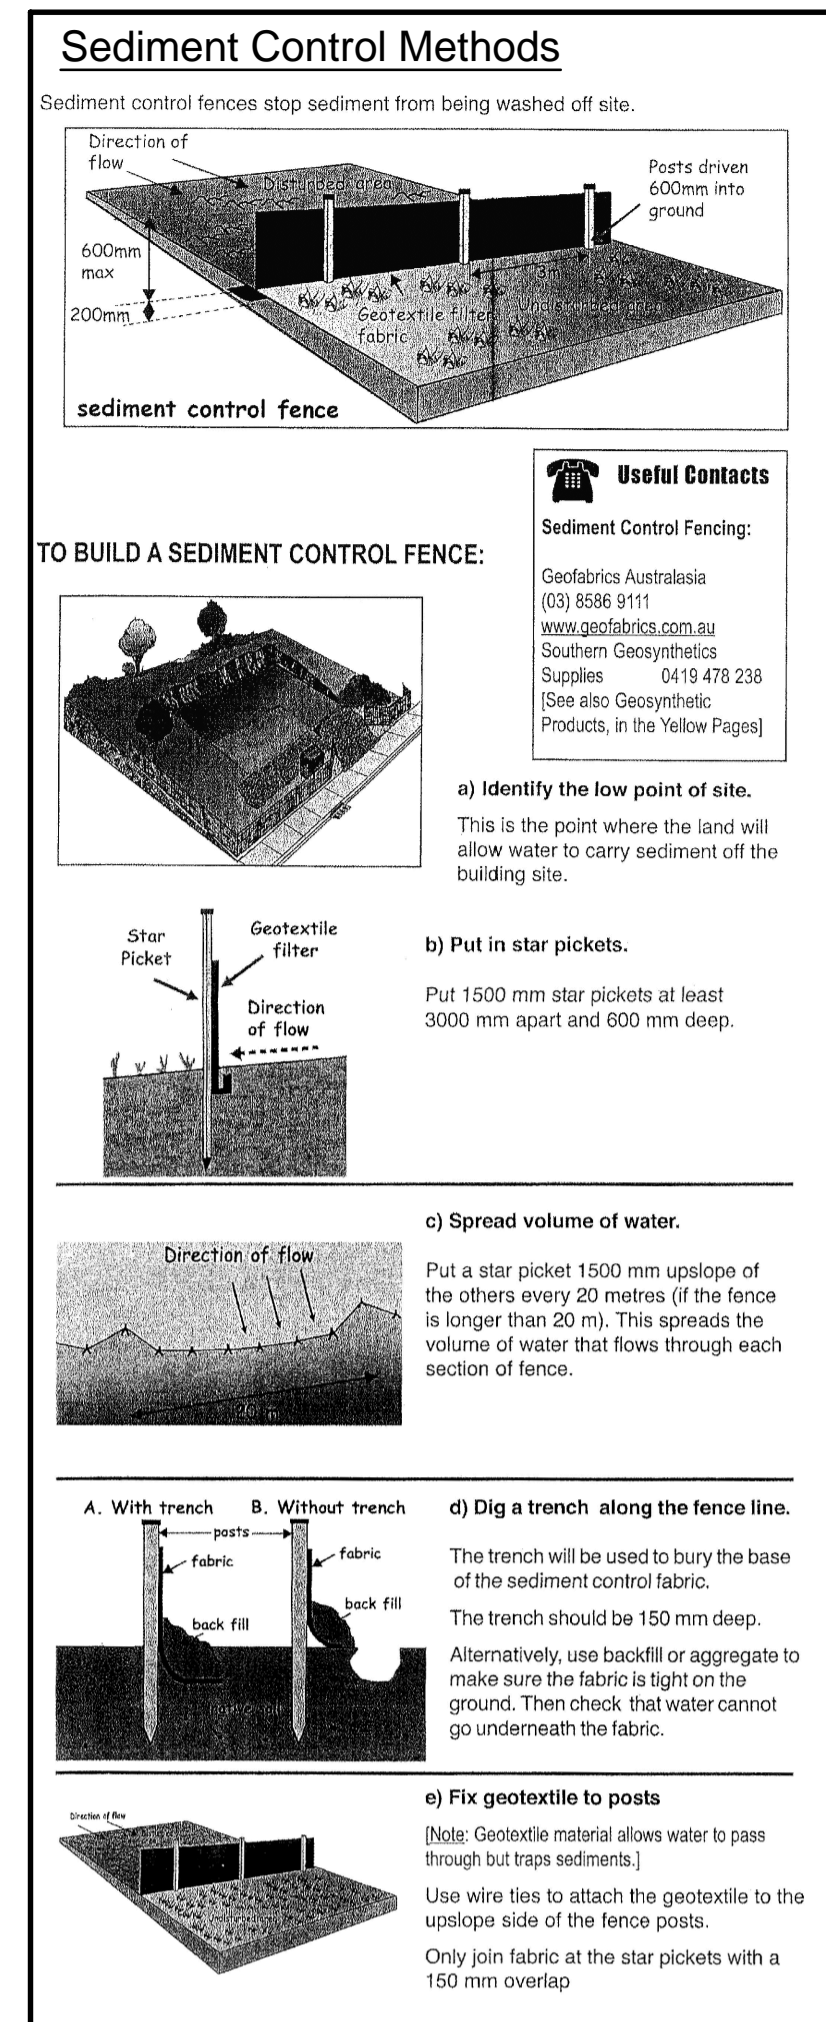 Sediment Control Methods
Sediment control fences stop sediment from being washed off site.
Direction of
flow
Disturbed area
Posts driven
600mm into
ground
600mm
max
3m
200mm
Geotextile filter
fabric
Undisturbed area
sediment control fence
Useful Contacts
Sediment Control Fencing:
Geofabrics Australasia
(03) 8586 9111
www.geofabrics.com.au
Southern Geosynthetics
Supplies 0419 478 238
[See also Geosynthetic
Products, in the Yellow Pages]
TO BUILD A SEDIMENT CONTROL FENCE:
a) Identify the low point of site.
This is the point where the land will
allow water to carry sediment off the
building site.
Star
Picket
Geotextile
filter
Direction
of flow
b) Put in star pickets.
Put 1500 mm star pickets at least
3000 mm apart and 600 mm deep.
c) Spread volume of water.
Direction of flow
20 m
Put a star picket 1500 mm upslope of
the others every 20 metres (if the fence
is longer than 20 m). This spreads the
volume of water that flows through each
section of fence.
A. With trench B. Without trench
posts
fabric
fabric
back fill
back fill
native soil
d) Dig a trench along the fence line.
The trench will be used to bury the base
of the sediment control fabric.
The trench should be 150 mm deep.
Alternatively, use backfill or aggregate to
make sure the fabric is tight on the
ground. Then check that water cannot
go underneath the fabric.
Direction of flow
e) Fix geotextile to posts
[Note: Geotextile material allows water to pass
through but traps sediments.]
Use wire ties to attach the geotextile to the
upslope side of the fence posts.
Only join fabric at the star pickets with a
150 mm overlap